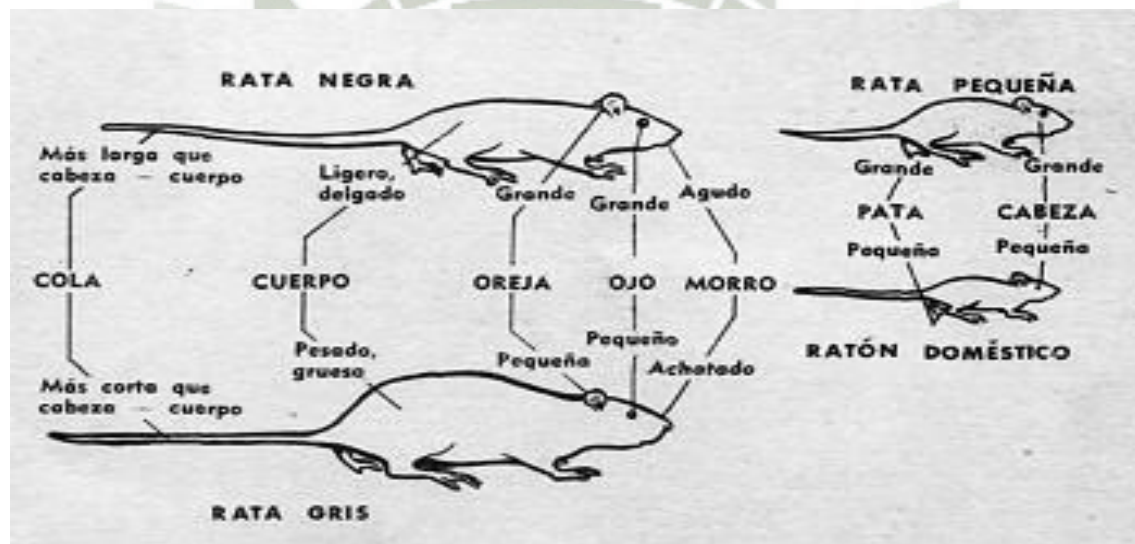 RATA NEGRA
RATA PEQUEÑA
Más larga que
cabeza — cuerpo
Ligero,
delgado
Grande
Grande
Agudo
Grande
Grande
PATA
CABEZA
Pequeña
Pequeña
COLA
CUERPO
OREJA
OJO
MORRO
RATÓN DOMÉSTICO
Pesado,
grueso
Pequeña
Pequeño
Achatado
Más corta que
cabeza — cuerpo
RATA GRIS